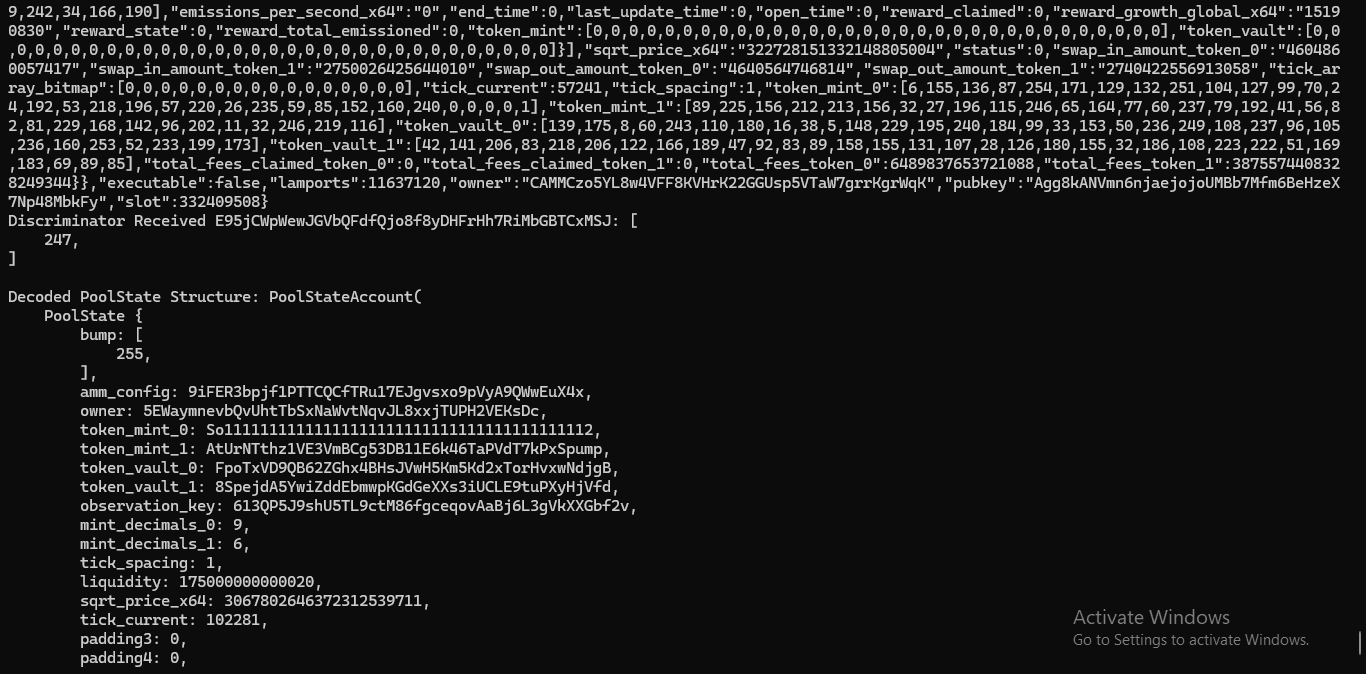 9,242,34,166,190],"emissions_per_second_x64":"0","end_time":0,"last_update_time":0,"open_time":0,"reward_claimed":0,"reward_growth_global_x64":"1519
0830","reward_state":0,"reward_total_emissioned":0,"token_mint":[0,0,0,0,0,0,0,0,0,0,0,0,0,0,0,0,0,0,0,0,0,0,0,0,0,0,0,0,0,0,0,0],"token_vault":[0,0
,0,0,0,0,0,0,0,0,0,0,0,0,0,0,0,0,0,0,0,0,0,0,0,0,0,0,0,0,0,0]}],"sqrt_price_x64":"322728151332148805004","status":0,"swap_in_amount_token_0":"460486
0057417","swap_in_amount_token_1":"2750026425644010","swap_out_amount_token_0":"4640564746814","swap_out_amount_token_1":"2740422556913058","tick_ar
ray_bitmap":[0,0,0,0,0,0,0,0,0,0,0,0,0,0,0,0],"tick_current":57241,"tick_spacing":1,"token_mint_0":[6,155,136,87,254,171,129,132,251,104,127,99,70,2
4,192,53,218,196,57,220,26,235,59,85,152,160,240,0,0,0,0,1],"token_mint_1":[89,225,156,212,213,156,32,27,196,115,246,65,164,77,60,237,79,192,41,56,8
2,81,229,168,142,96,202,11,32,246,219,116],"token_vault_0":[139,175,8,60,243,110,180,16,38,5,148,229,195,240,184,99,33,153,50,236,249,108,237,96,105
,236,160,253,52,233,199,173],"token_vault_1":[42,141,206,83,218,206,122,166,189,47,92,83,89,158,155,131,107,28,126,180,155,32,186,108,223,222,51,169
,183,69,89,85],"total_fees_claimed_token_0":0,"total_fees_claimed_token_1":0,"total_fees_token_0":6489837653721088,"total_fees_token_1":387557440832
8249344}},"executable":false,"lamports":11637120,"owner":"CAMMCzo5YL8w4VFF8KVHrK22GGUsp5VTaW7grrKgrWqK","pubkey":"Agg8kANVmn6njaejojoUMBb7Mfm6BeHzeX
7Np48MbkFy","slot":332409508}
Discriminator Received E95jCWpWewJGVbQFdfQjo8f8yDHFrHh7RiMbGBTCxMSJ: [
    247,
]

Decoded PoolState Structure: PoolStateAccount(
    PoolState {
        bump: [
            255,
        ],
        amm_config: 9iFER3bpjf1PTTCQCfTRu17EJgvsxo9pVyA9QWwEuX4x,
        owner: 5EWaymnevbQvUhtTbSxNaWvtNqvJL8xxjTUPH2VEKsDc,
        token_mint_0: So11111111111111111111111111111111111111112,
        token_mint_1: AtUrNTthz1VE3VmBCg53DB11E6k46TaPVdT7kPxSpump,
        token_vault_0: FpoTxVD9QB62ZGhx4BHsJVwH5Km5Kd2xTorHvxwNdjgB,
        token_vault_1: 8SpejdA5YwiZddEbmwpKGdGeXXs3iUCLE9tuPXyHjVfd,
        observation_key: 613QP5J9shU5TL9ctM86fgceqovAaBj6L3gVkXXGbf2v,
        mint_decimals_0: 9,
        mint_decimals_1: 6,
        tick_spacing: 1,
        liquidity: 175000000000020,
        sqrt_price_x64: 3067802646372312539711,
        tick_current: 102281,
        padding3: 0,
        padding4: 0,
Activate Windows
Go to Settings to activate Windows.